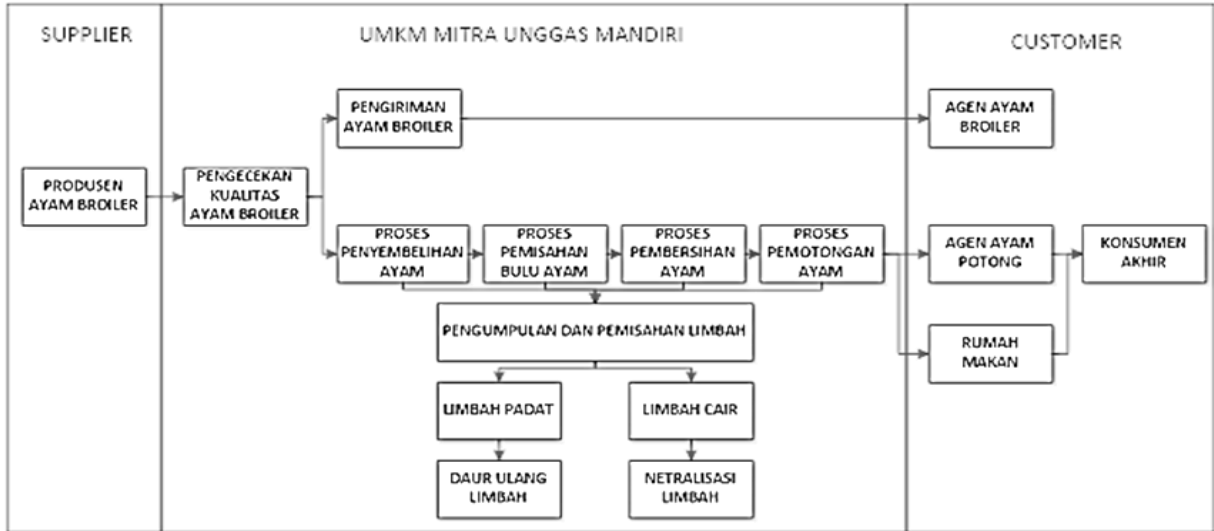 SUPPLIER
UMKM MITRA UNGGAS MANDIRI
CUSTOMER
PENGIRIMAN
AYAM BROILER
AGEN AYAM
BROILER
PRODUSEN
AYAM BROILER
PENGECEKAN
KUALITAS
AYAM BROILER
PROSES
PENYEMBELIHAN
AYAM
PROSES
PEMISAHAN
BULU AYAM
PROSES
PEMBERSIHAN
AYAM
PROSES
PEMOTONGAN
AYAM
AGEN AYAM
POTONG
KONSUMEN
AKHIR
PENGUMPULAN DAN PEMISAHAN LIMBAH
RUMAH
MAKAN
LIMBAH PADAT
LIMBAH CAIR
DAUR ULANG
LIMBAH
NETRALISASI
LIMBAH